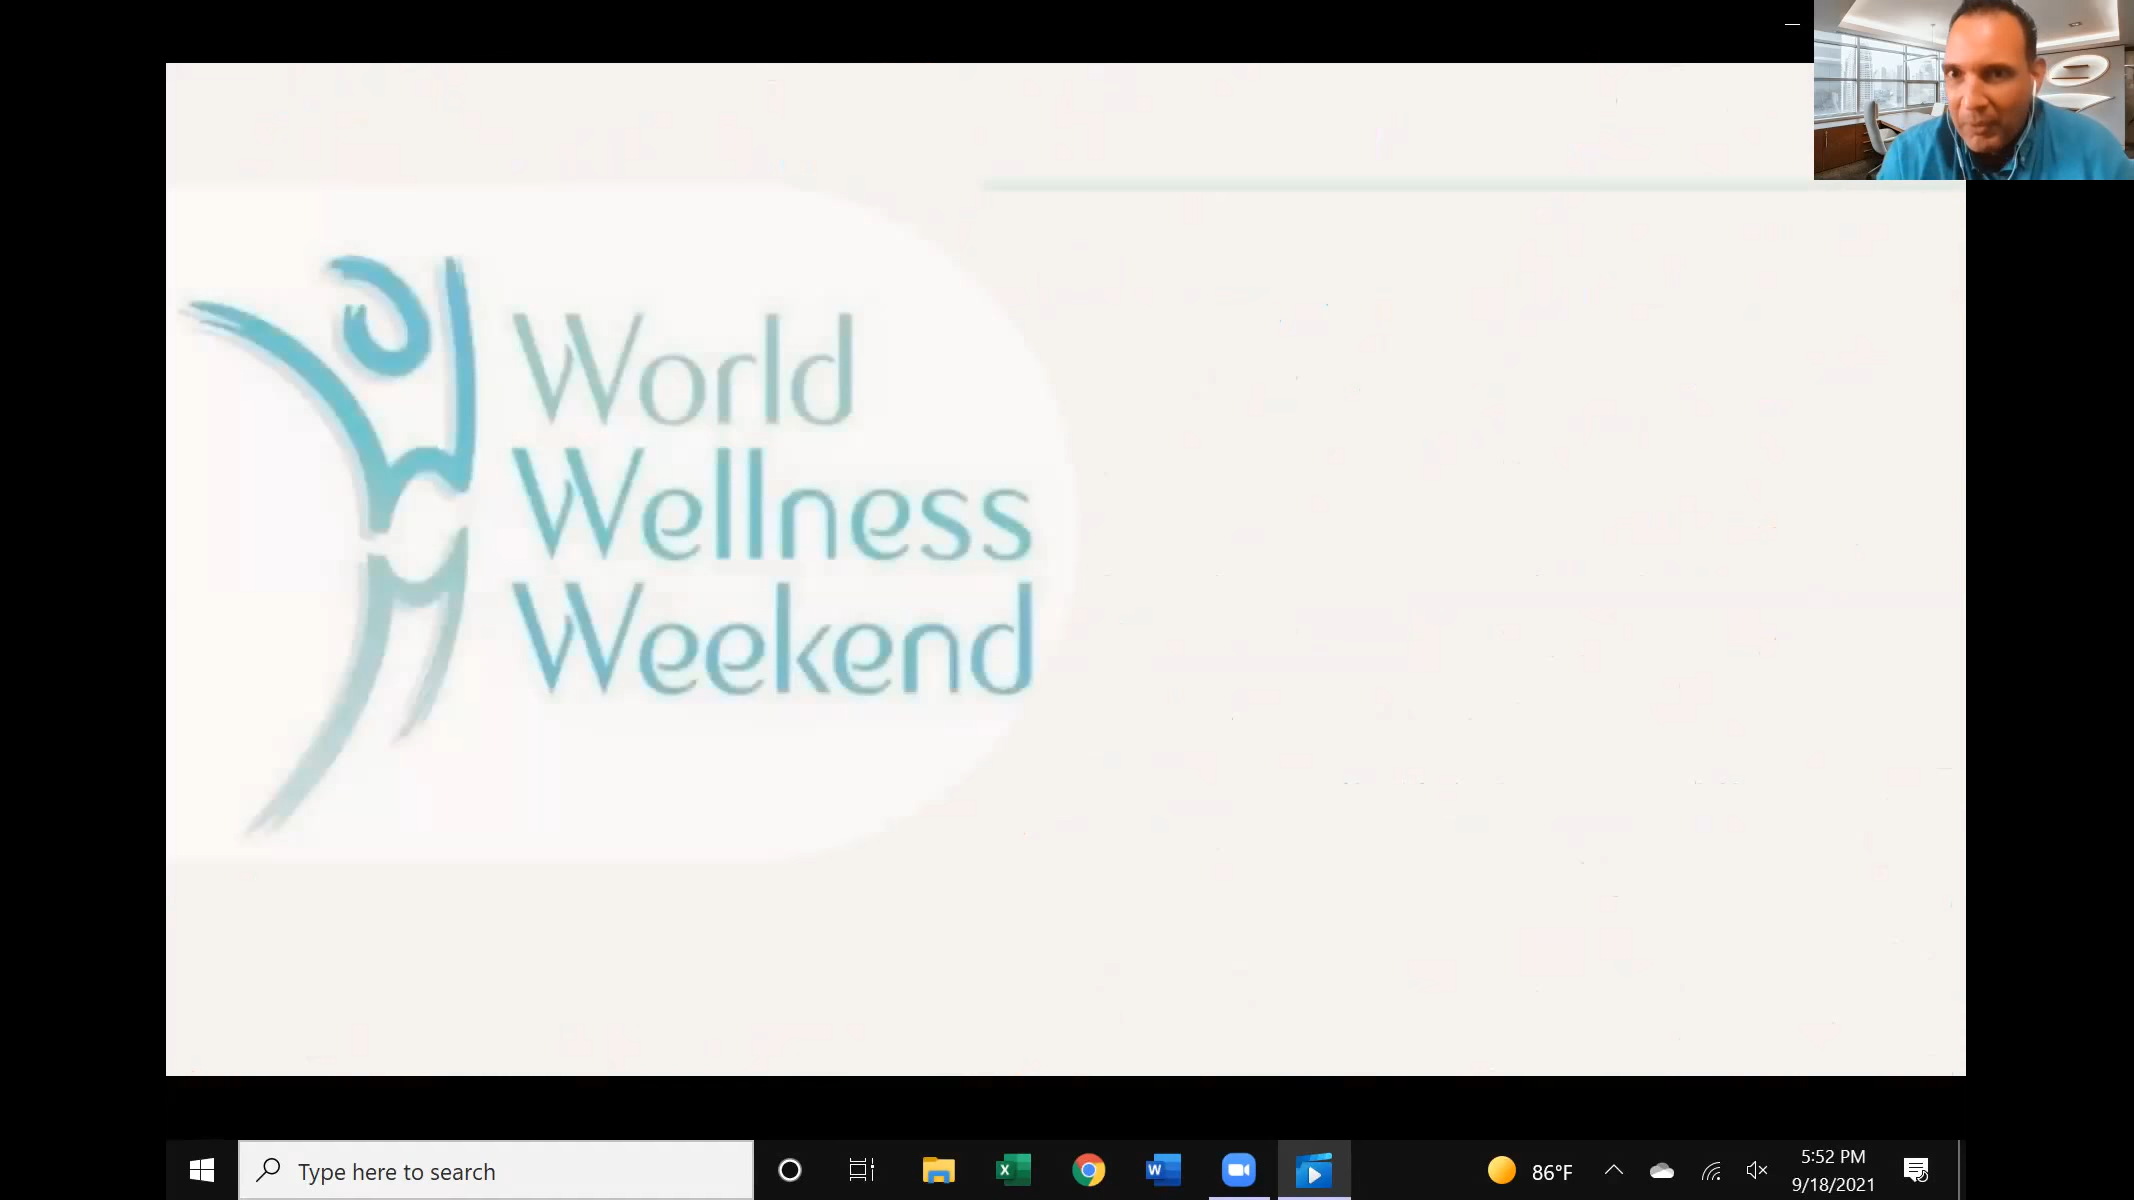 World
Wellness
Weekend
Type here to search
86°F
5:52 PM
9/18/2021